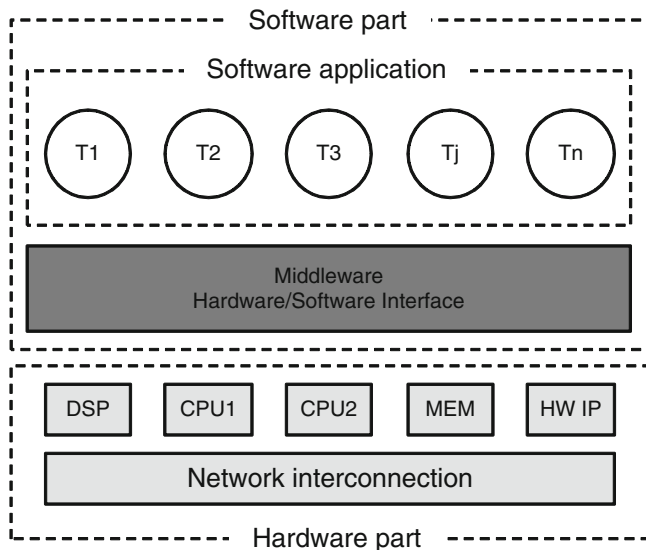 Software part
Software application
T1 T2 T3 Tj Tn
Middleware
Hardware/Software Interface
DSP CPU1 CPU2 MEM HW IP
Network interconnection
Hardware part